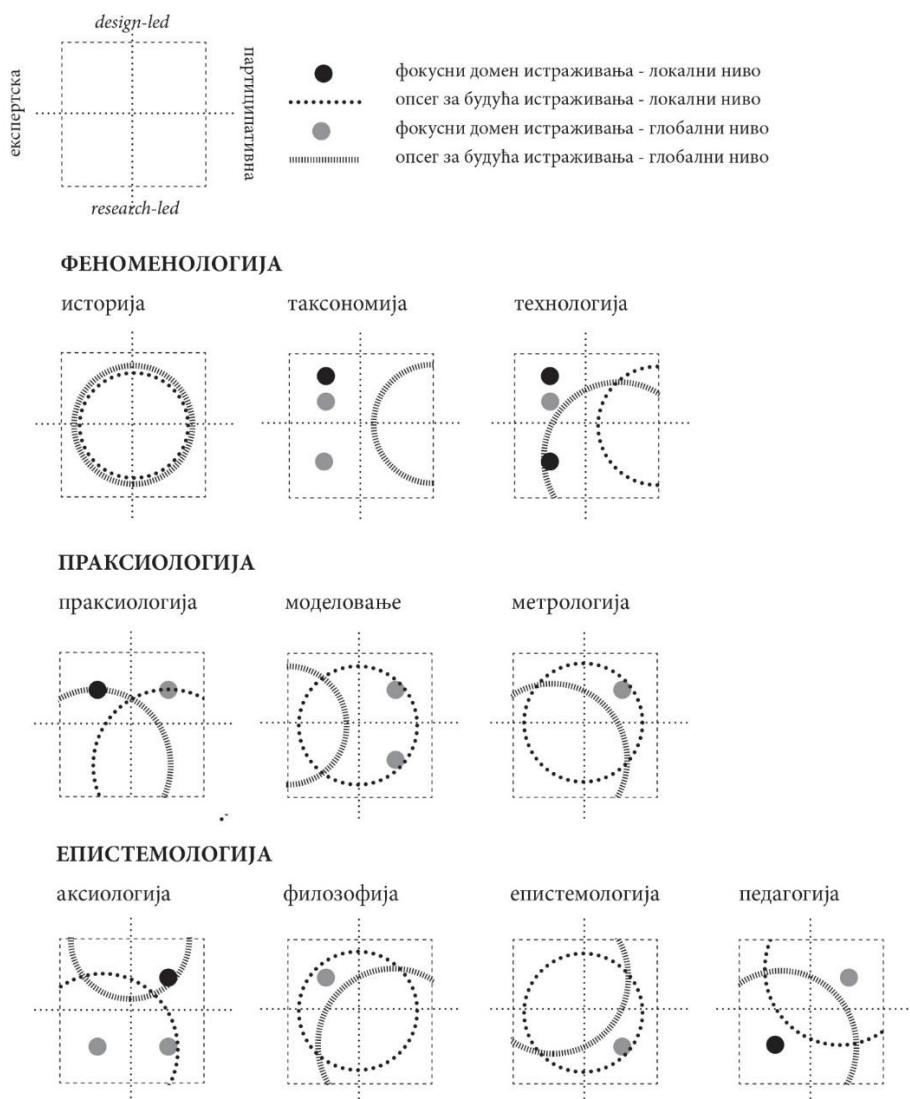 design-led
експертска
партиципативна
research-led
фокусни домен истраживања - локални ниво
опсег за будућа истраживања - локални ниво
фокусни домен истраживања - глобални ниво
опсег за будућа истраживања - глобални ниво
ФЕНОМЕНОЛОГИЈА
историја
таксономија
технологија
ПРАКСИОЛОГИЈА
праксиологија
моделовање
метрологија
ЕПИСТЕМОЛОГИЈА
аксиологија
филозофија
епистемологија
педагогија